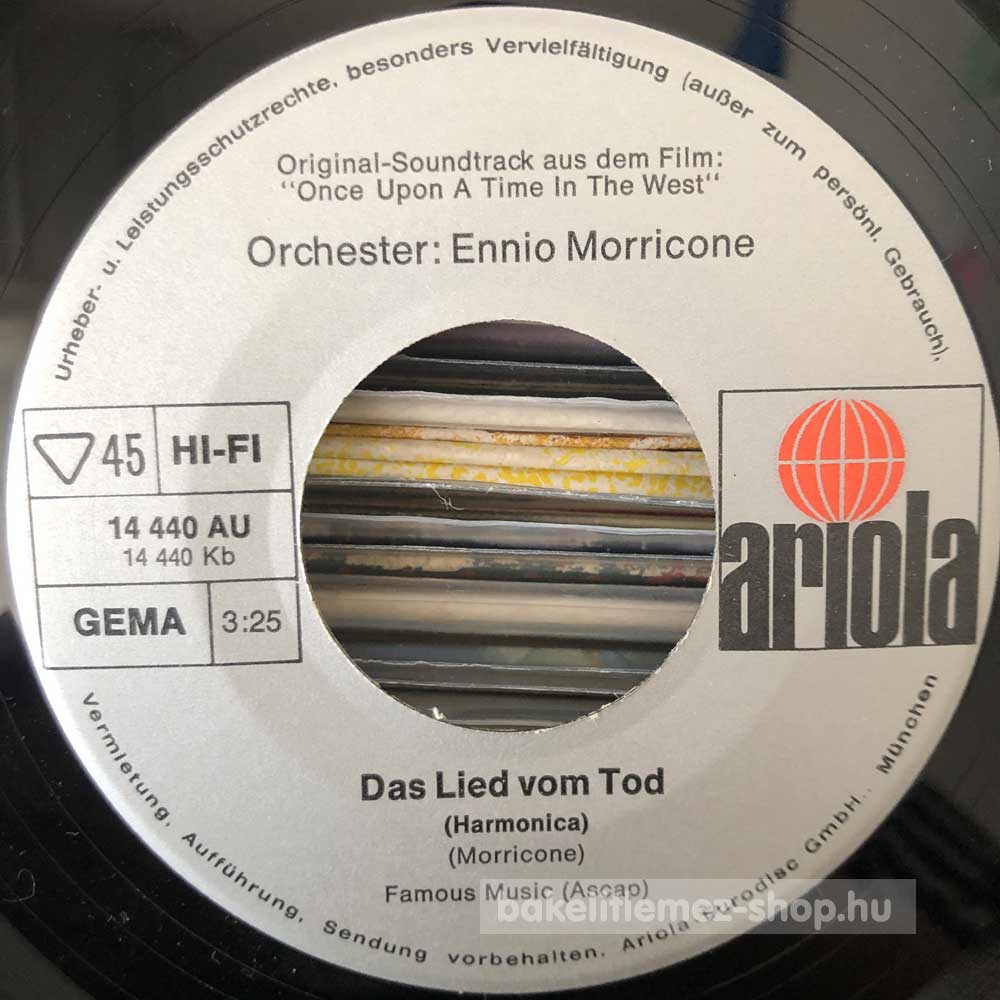 Urheber- u. Leistungsschutzrechte, besonders Vervielfältigung (außer zum persönl. Gebrauch),
Original-Soundtrack aus dem Film:
"Once Upon A Time In The West"
Orchester: Ennio Morricone
45 HI-FI
14 440 AU
14 440 Kb
GEMA 3:25
ariola
Das Lied vom Tod
(Harmonica)
(Morricone)
Famous Music (Ascap)
Vermietung, Aufführung, Sendung vorbehalten. Ariola-Eurodisc GmbH., München
bakelitlemez-shop.hu